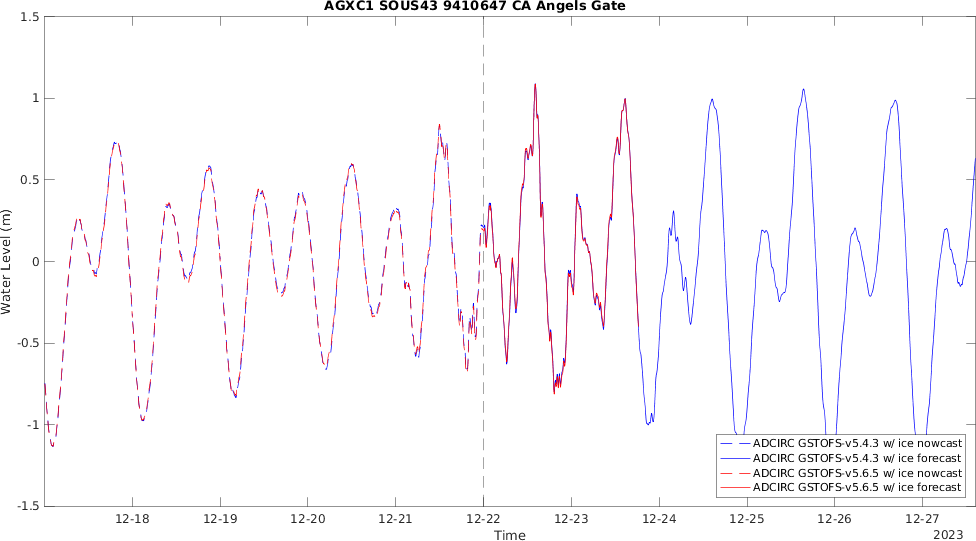 AGXC1 SOUS43 9410647 CA Angels Gate
1.5
1
0.5
0
-0.5
-1
-1.5
Water Level (m)
12-18 12-19 12-20 12-21 12-22 12-23 12-24 12-25 12-26 12-27
Time
2023
ADCIRC GSTOFS-v5.4.3 w/ ice nowcast
ADCIRC GSTOFS-v5.4.3 w/ ice forecast
ADCIRC GSTOFS-v5.6.5 w/ ice nowcast
ADCIRC GSTOFS-v5.6.5 w/ ice forecast